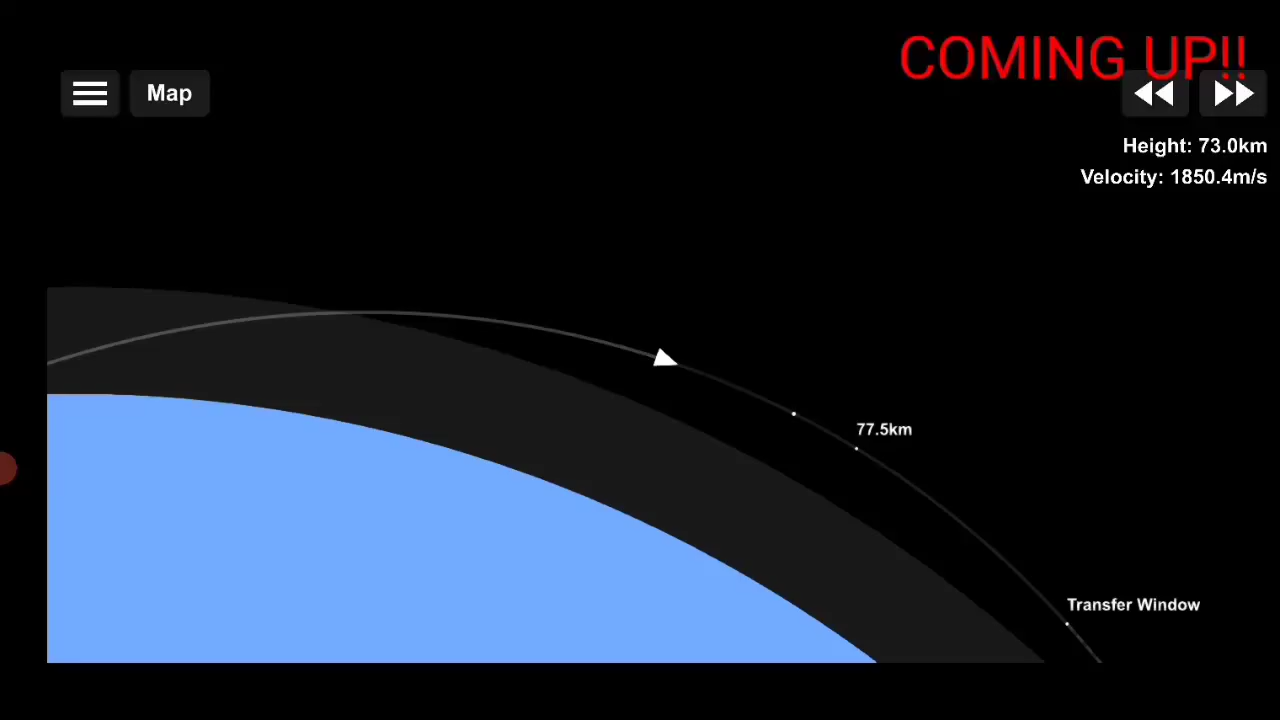 COMING UP!!
Map
Height: 73.0km
Velocity: 1850.4m/s
77.5km
Transfer Window